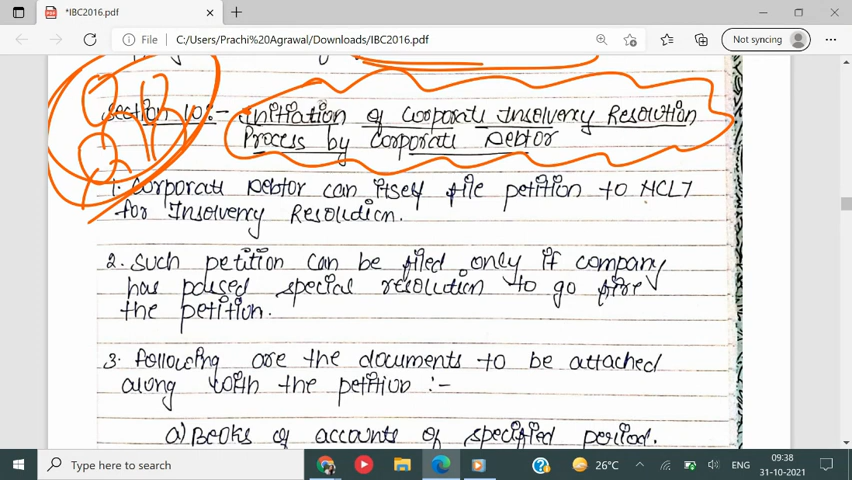 *IBC2016.pdf
File
C:/Users/Prachi%20Agrawal/Downloads/IBC2016.pdf
Not syncing
Section 10:- Initiation of Corporate Insolvency Resolution
Process by Corporate Debtor
1. Corporate Debtor can itself file petition to NCLT
for Insolvency Resolution.
2. Such petition can be filed only if company
has passed special resolution to go
the petition.
3. Following are the documents to be attached
along with the petition :-
a) Books of accounts of specified period.
Type here to search
26°C
ENG
09:38
31-10-2021